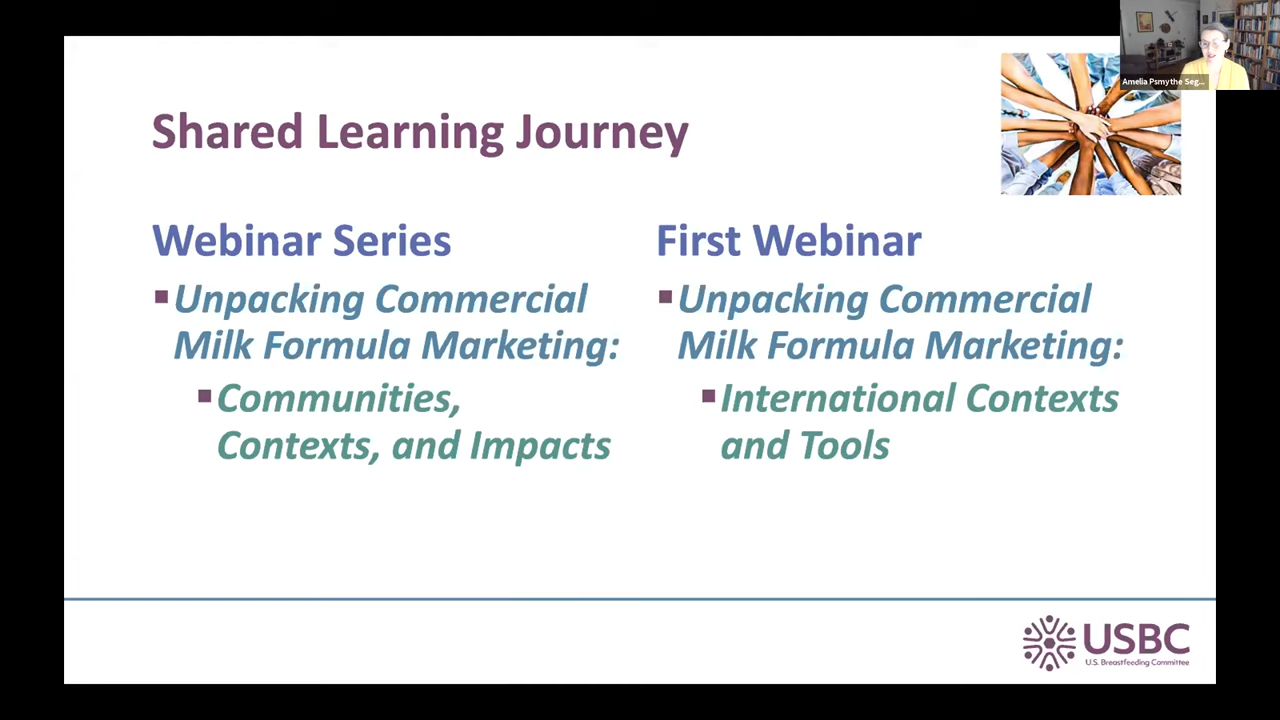 Amelia Psmythe Seg...
Shared Learning Journey
Webinar Series
▪Unpacking Commercial
Milk Formula Marketing:
▪Communities,
Contexts, and Impacts
First Webinar
▪Unpacking Commercial
Milk Formula Marketing:
▪International Contexts
and Tools
USBC
U.S. Breastfeeding Committee